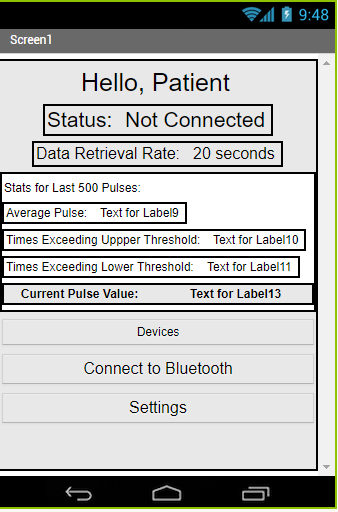 9:48
Screen1
Hello, Patient
Status: Not Connected
Data Retrieval Rate: 20 seconds
Stats for Last 500 Pulses:
Average Pulse: Text for Label9
Times Exceeding Uppper Threshold: Text for Label10
Times Exceeding Lower Threshold: Text for Label11
Current Pulse Value: Text for Label13
Devices
Connect to Bluetooth
Settings